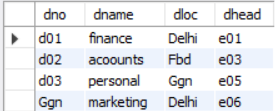 dno dname dloc dhead
d01 finance Delhi e01
d02 acoounts Fbd e03
d03 personal Ggn e05
Ggn marketing Delhi e06